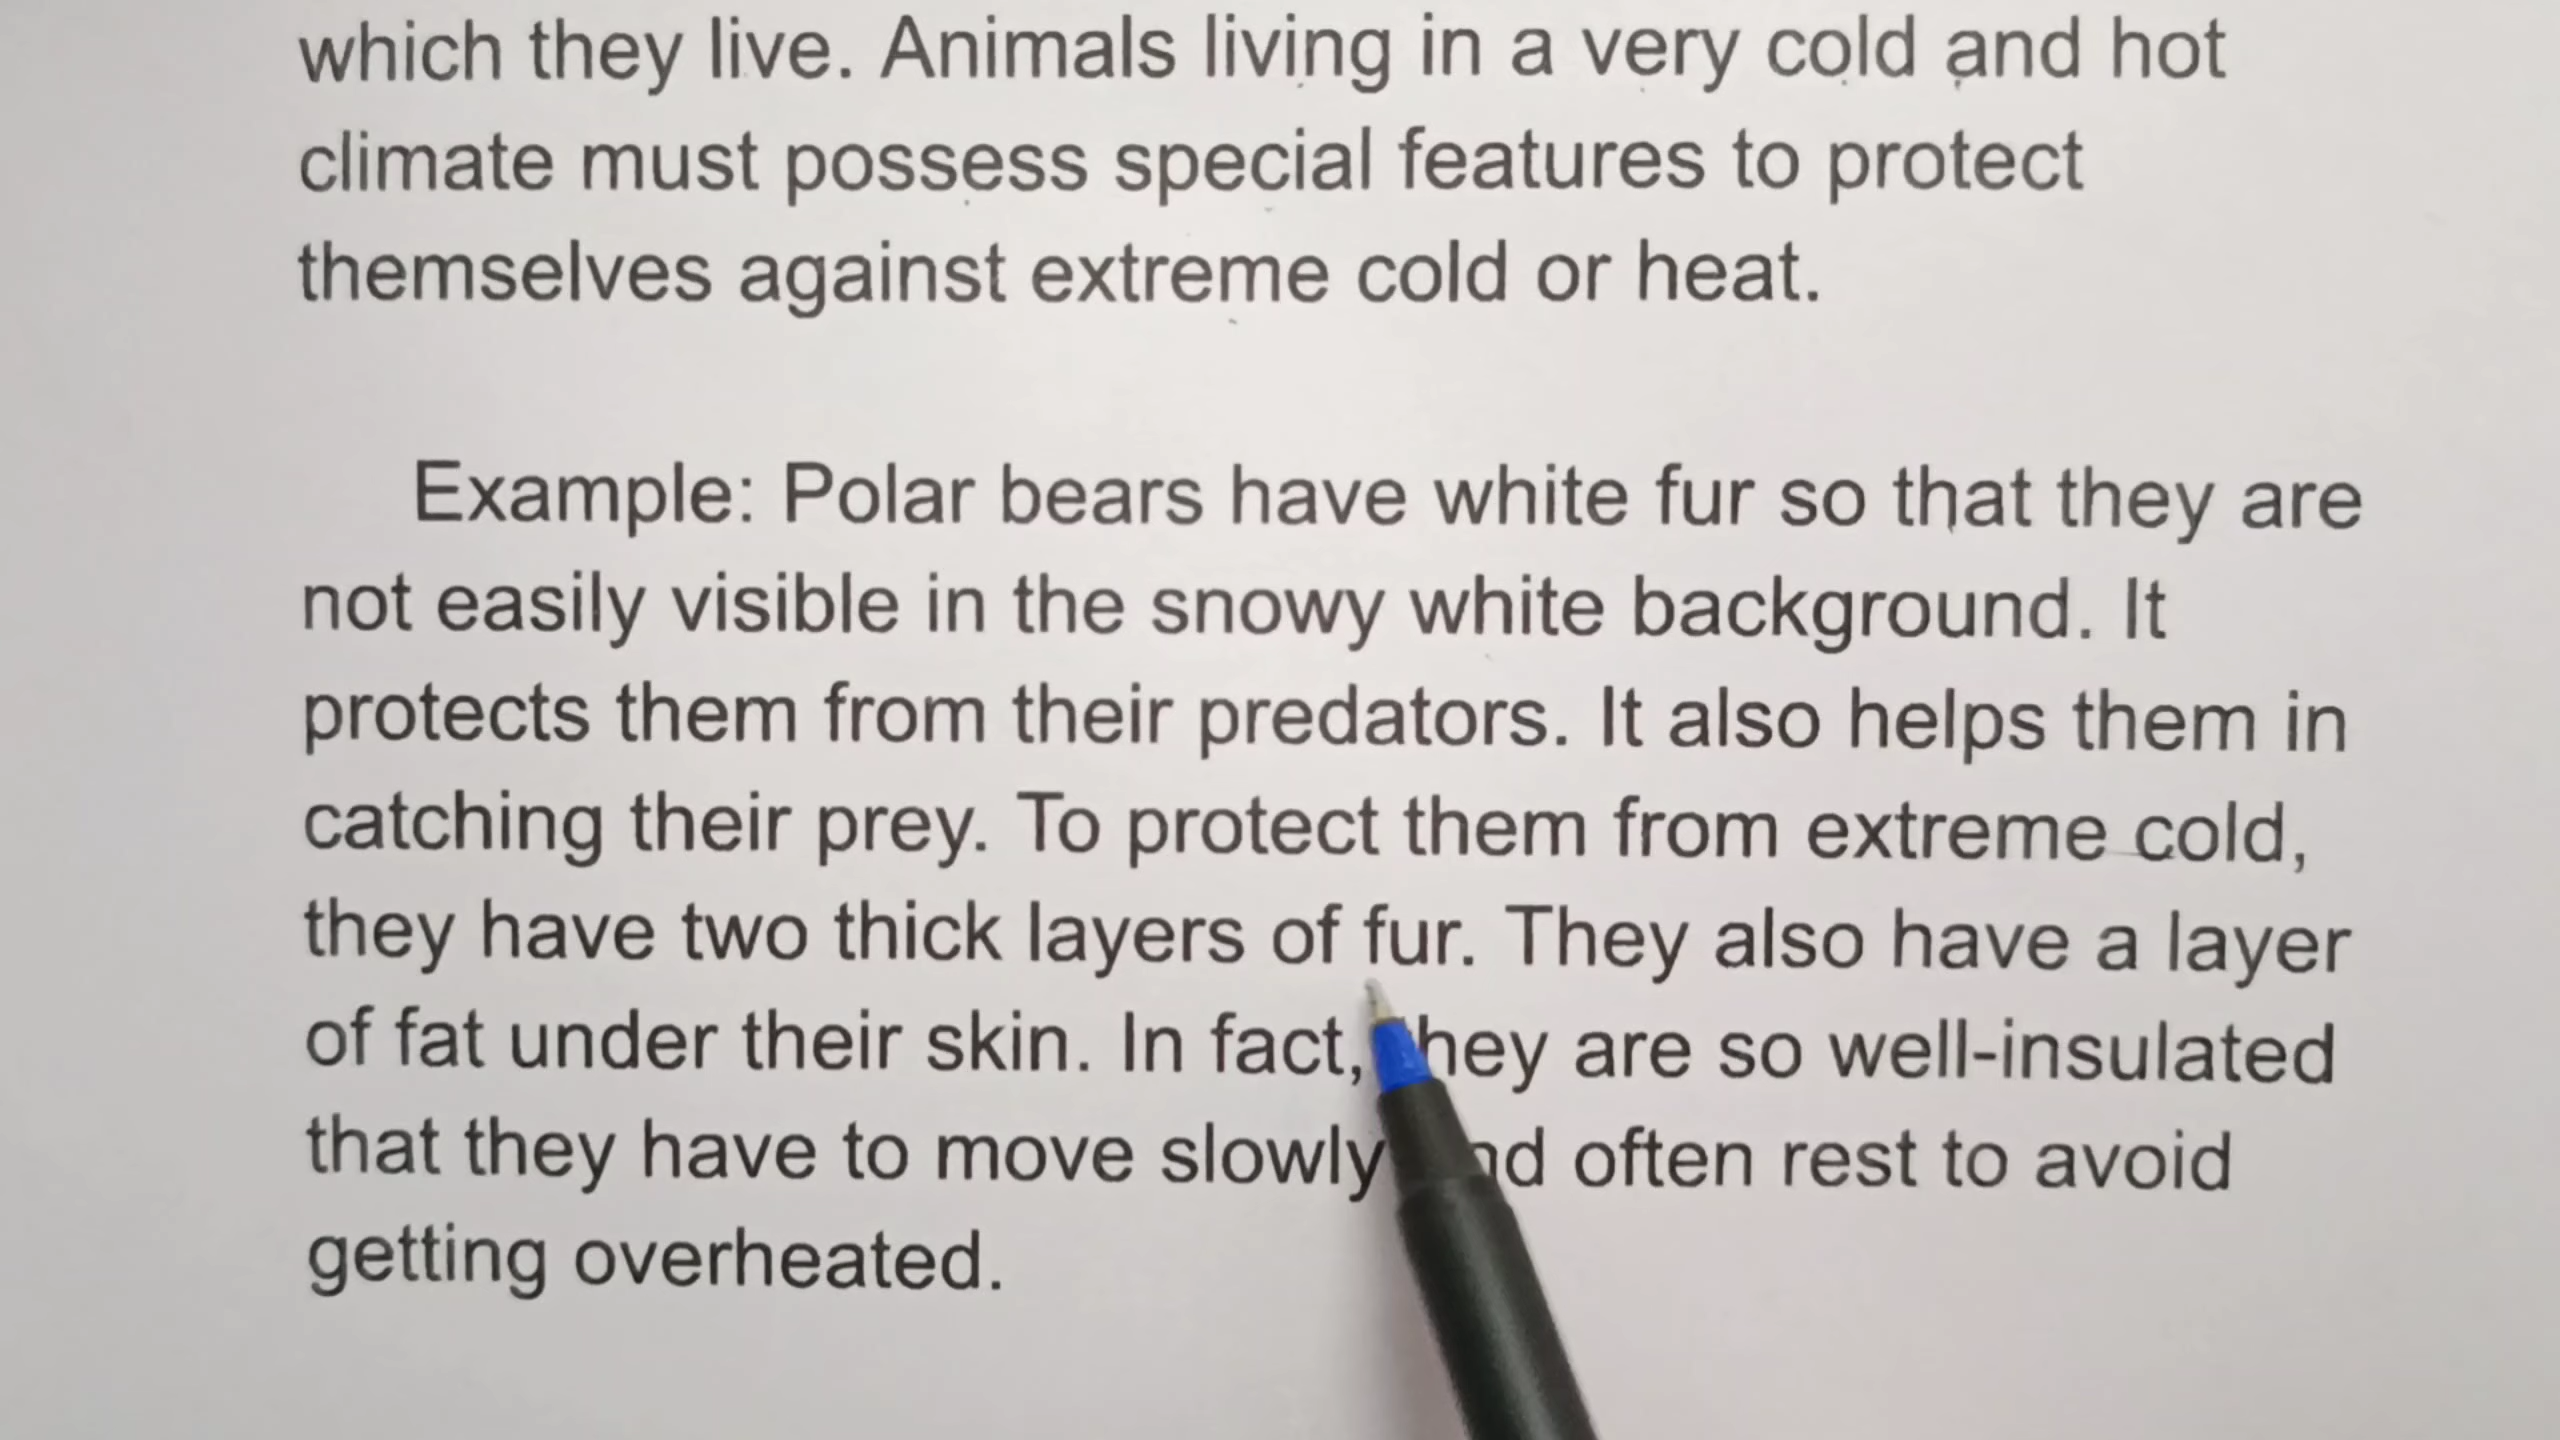 which they live. Animals living in a very cold and hot
climate must possess special features to protect
themselves against extreme cold or heat.
Example: Polar bears have white fur so that they are
not easily visible in the snowy white background. It
protects them from their predators. It also helps them in
catching their prey. To protect them from extreme cold,
they have two thick layers of fur. They also have a layer
of fat under their skin. In fact, they are so well-insulated
that they have to move slowly and often rest to avoid
getting overheated.